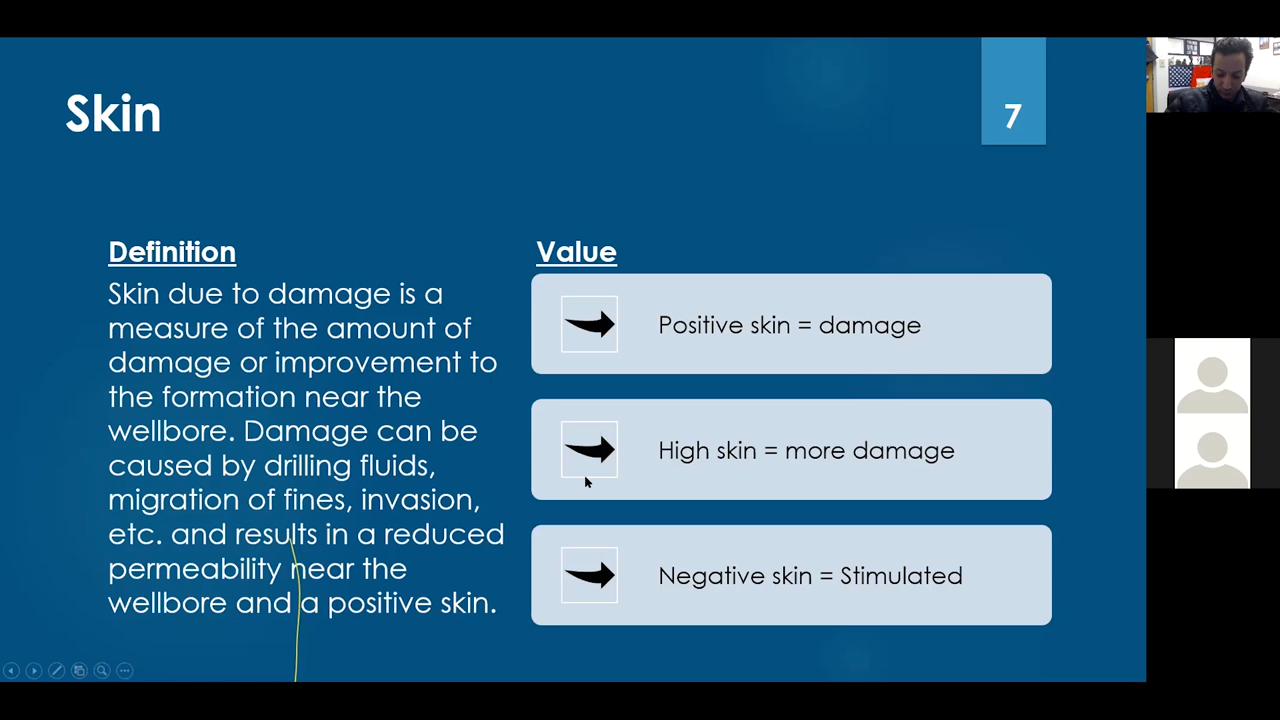 Skin
7
Definition
Skin due to damage is a
measure of the amount of
damage or improvement to
the formation near the
wellbore. Damage can be
caused by drilling fluids,
migration of fines, invasion,
etc. and results in a reduced
permeability near the
wellbore and a positive skin.
Value
Positive skin = damage
High skin = more damage
Negative skin = Stimulated